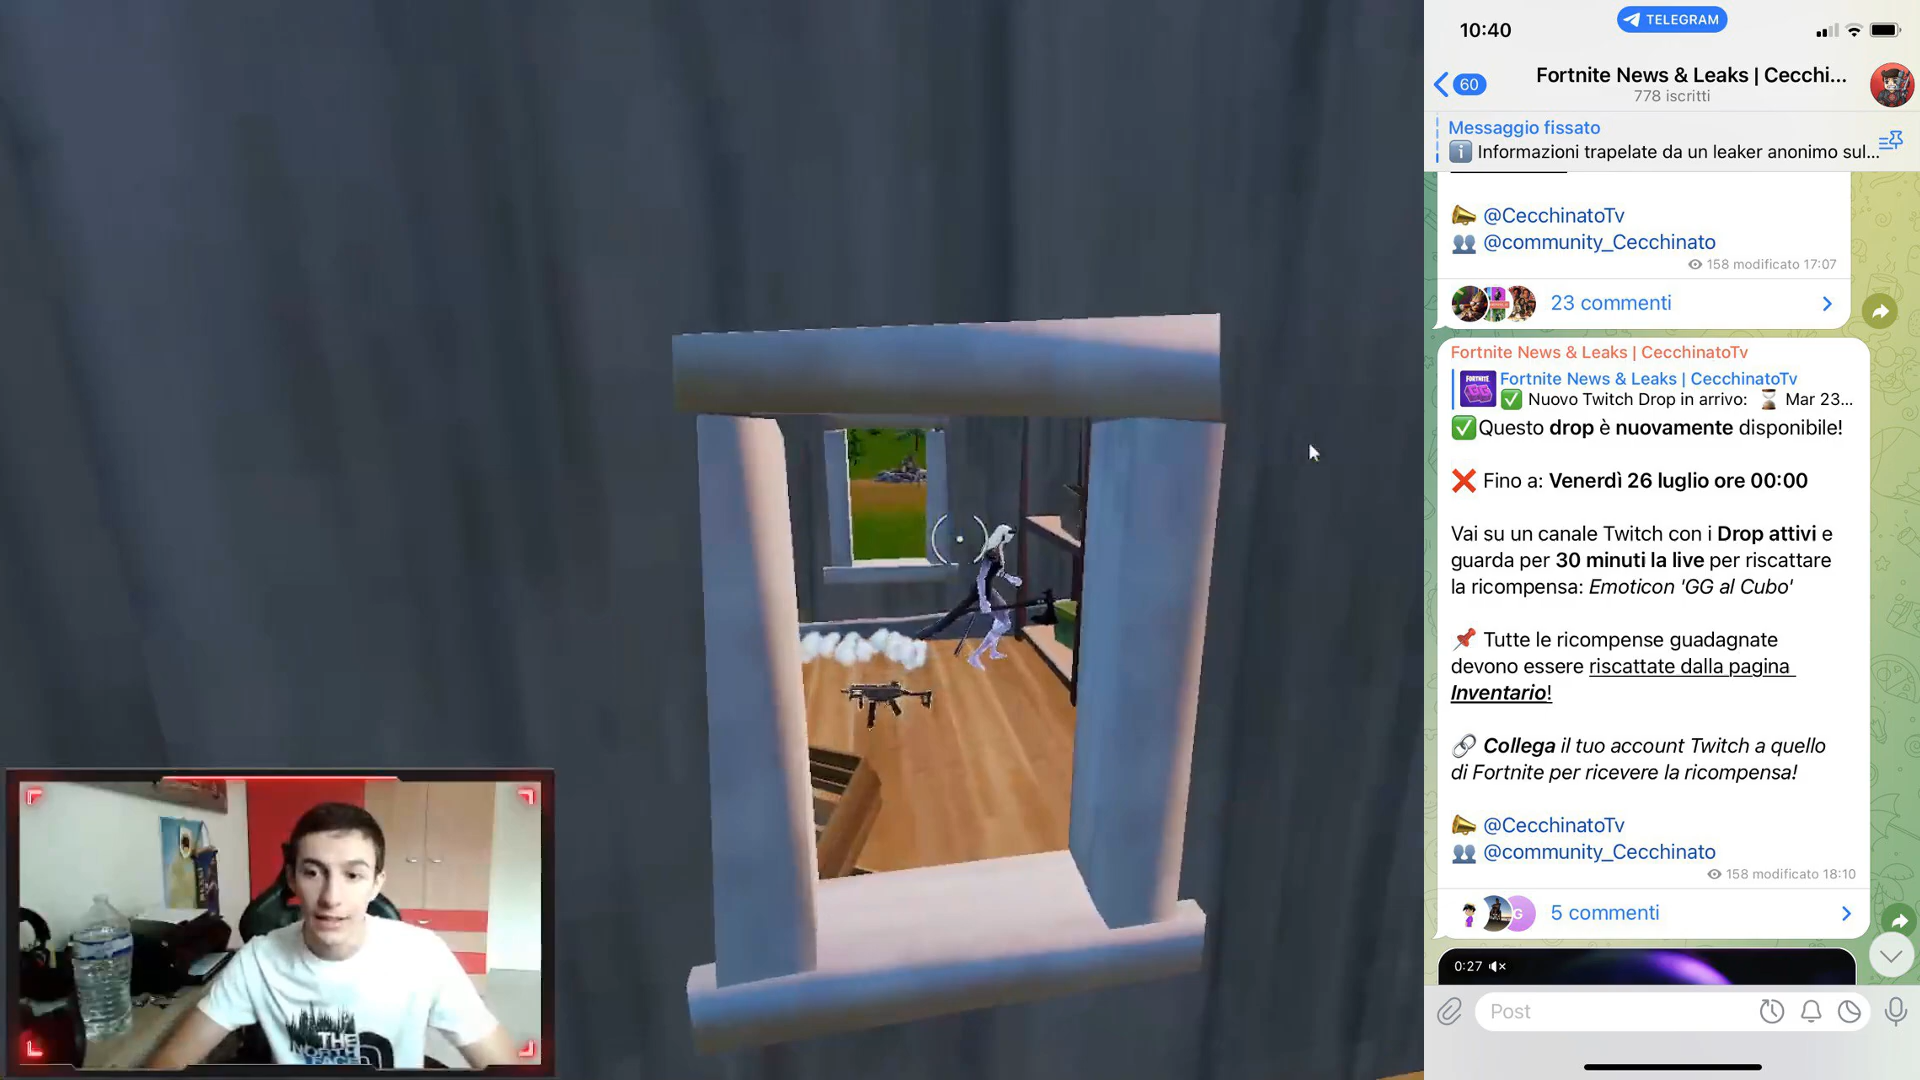 10:40
TELEGRAM
60
Fortnite News & Leaks | Cecchi...
778 iscritti
Messaggio fissato
Informazioni trapelate da un leaker anonimo sul...
@CecchinatoTv
@community_Cecchinato
158 modificato 17:07
23 commenti
Fortnite News & Leaks | CecchinatoTv
FORTNITE
Fortnite News & Leaks | CecchinatoTv
Nuovo Twitch Drop in arrivo: Mar 23...
Questo drop è nuovamente disponibile!
Fino a: Venerdì 26 luglio ore 00:00
Vai su un canale Twitch con i Drop attivi e
guarda per 30 minuti la live per riscattare
la ricompensa: Emoticon 'GG al Cubo'
Tutte le ricompense guadagnate
devono essere riscattate dalla pagina
Inventario!
Collega il tuo account Twitch a quello
di Fortnite per ricevere la ricompensa!
@CecchinatoTv
@community_Cecchinato
158 modificato 18:10
G
5 commenti
0:27
Post
THE
NORTH
FACE